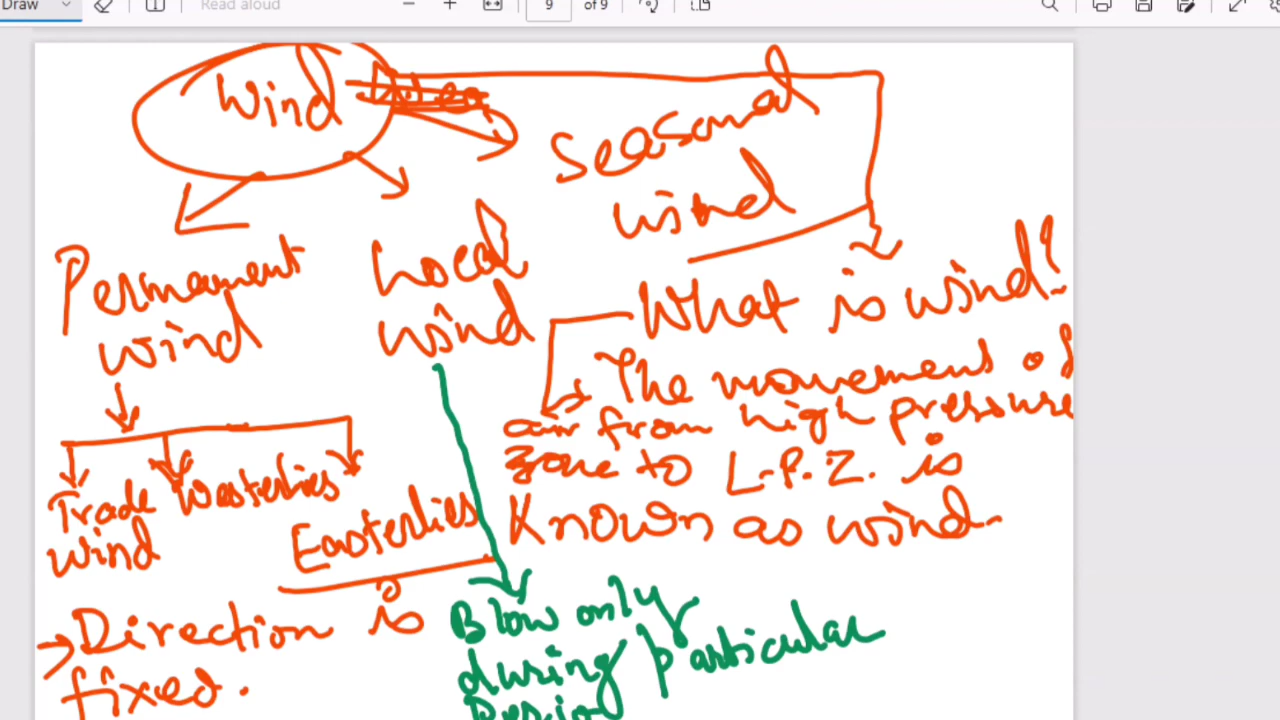 Draw
Read aloud
9 of 9
Wind
Seasonal
wind
Permament
wind
Local
wind
What is wind?
The movement of
air from high pressure
zone to L.P.Z. is
Known as wind.
Trade
wind
Westerlies
Easterlies
Direction is
fixed.
Blow only
during particular